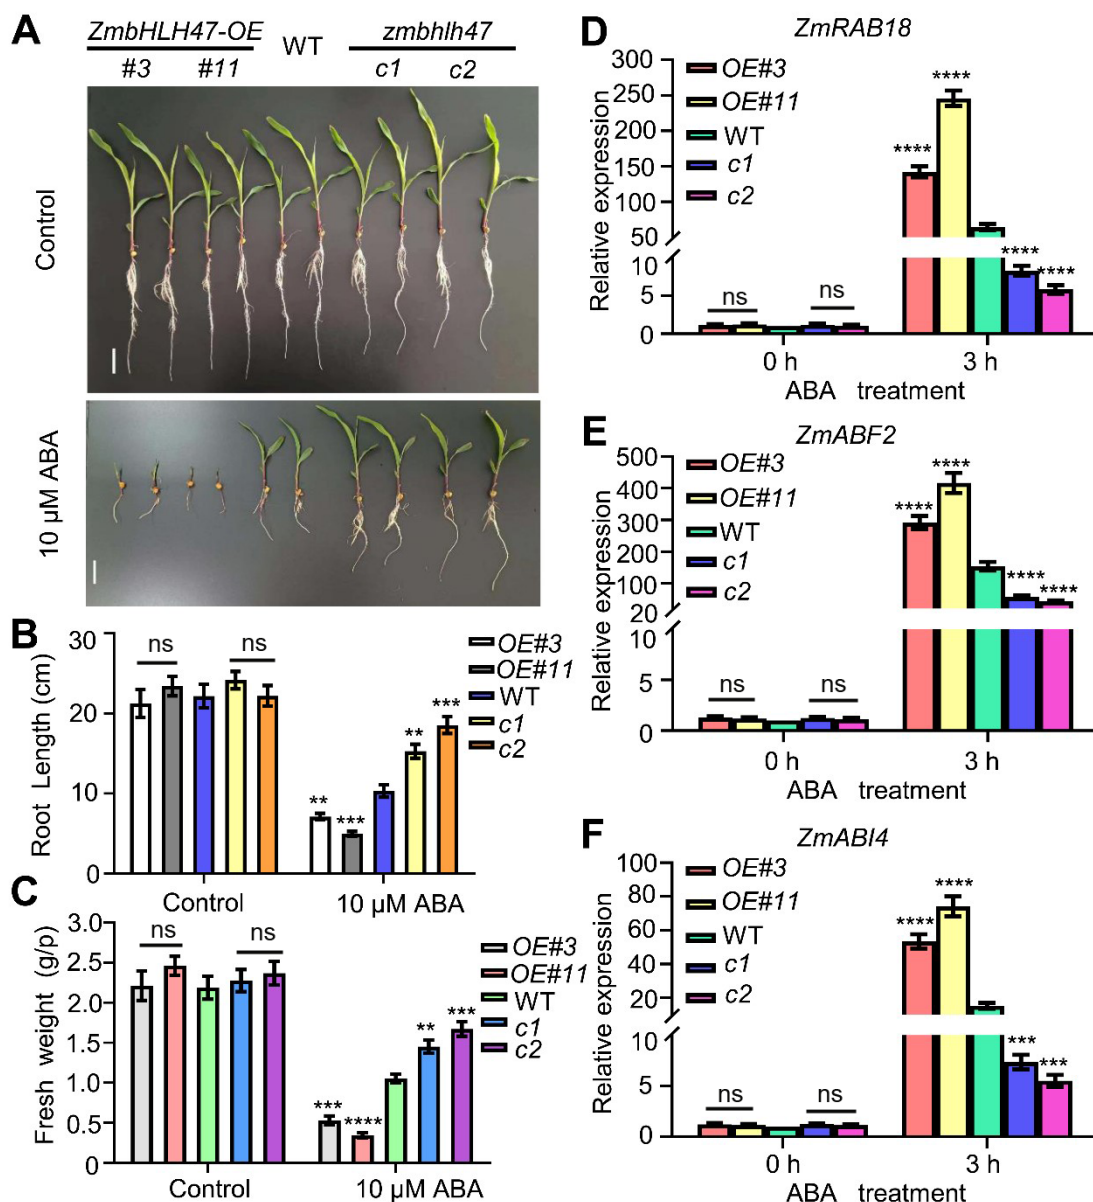 A
ZmbHLH47-OE
WT
zmbhlh47
#3
#11
c1
c2
Control
10 µM ABA
B
Root Length (cm)
30
20
10
0
ns
ns
**
***
**
***
OE#3
OE#11
WT
c1
c2
Control
10 µM ABA
C
Fresh weight (g/p)
3.0
2.5
2.0
1.5
1.0
0.5
0
ns
ns
***
****
**
***
OE#3
OE#11
WT
c1
c2
Control
10 µM ABA
D
ZmRAB18
Relative expression
300
250
200
150
100
50
10
5
0
OE#3
OE#11
WT
c1
c2
ns
ns
****
****
****
****
0 h
3 h
ABA treatment
E
ZmABF2
Relative expression
500
400
300
200
100
20
10
5
0
OE#3
OE#11
WT
c1
c2
ns
ns
****
****
****
****
0 h
3 h
ABA treatment
F
ZmABI4
Relative expression
100
80
60
40
20
10
5
0
OE#3
OE#11
WT
c1
c2
ns
ns
****
****
***
***
0 h
3 h
ABA treatment